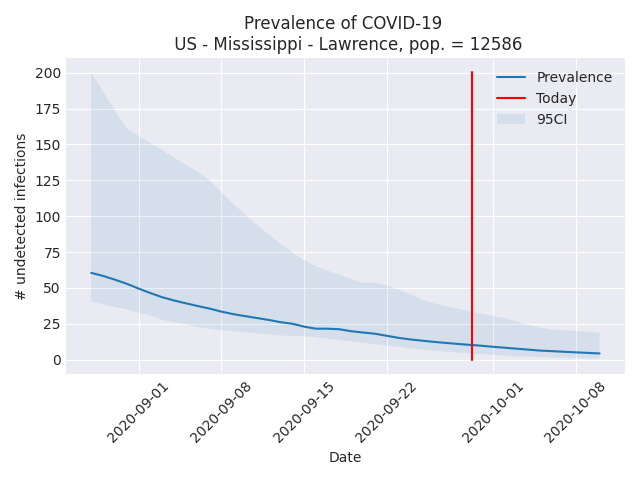 Prevalence of COVID-19
US - Mississippi - Lawrence, pop. = 12586
Prevalence
Today
95CI
# undetected infections
200
175
150
125
100
75
50
25
0
2020-09-01
2020-09-08
2020-09-15
2020-09-22
2020-10-01
2020-10-08
Date